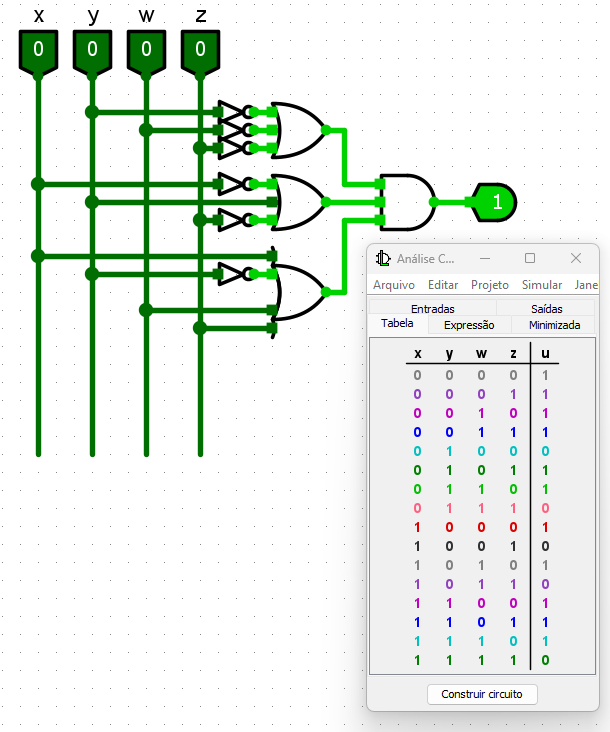 x y w z
0 0 0 0
1
Análise C...
Arquivo Editar Projeto Simular Jane
Entradas Saídas
Tabela Expressão Minimizada
x y w z u
0 0 0 0 1
0 0 0 1 1
0 0 1 0 1
0 0 1 1 1
0 1 0 0 0
0 1 0 1 1
0 1 1 0 1
0 1 1 1 0
1 0 0 0 1
1 0 0 1 0
1 0 1 0 1
1 0 1 1 0
1 1 0 0 1
1 1 0 1 1
1 1 1 0 1
1 1 1 1 0
Construir circuito